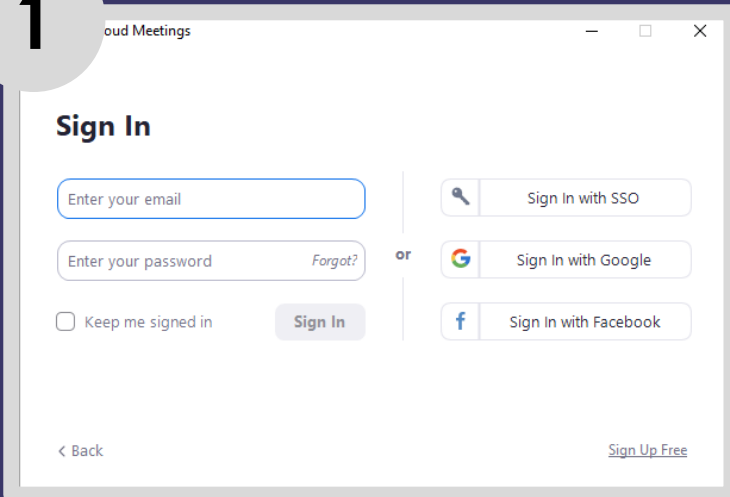 1
oud Meetings
Sign In
Enter your email
Enter your password Forgot?
Keep me signed in
Sign In
or
Sign In with SSO
Sign In with Google
Sign In with Facebook
Back
Sign Up Free